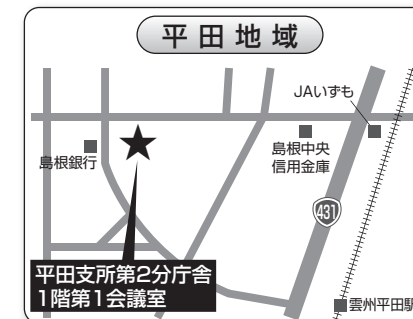 平田地域
JAいずも
島根銀行
島根中央
信用金庫
431
平田支所第2分庁舎
1階第1会議室
雲州平田駅